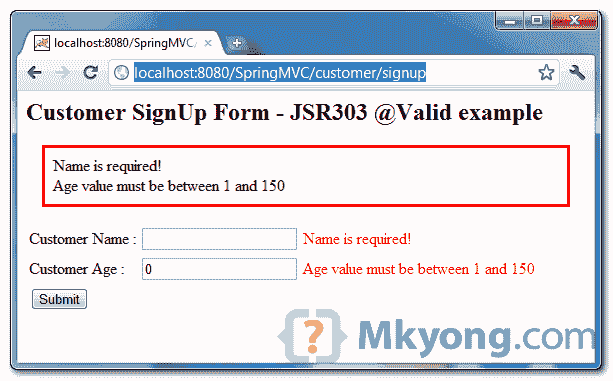 localhost:8080/SpringMVC/
localhost:8080/SpringMVC/customer/signup
Customer SignUp Form - JSR303 @Valid example
Name is required!
Age value must be between 1 and 150
Customer Name : Name is required!
Customer Age : 0 Age value must be between 1 and 150
Submit
{?} Mkyong.com